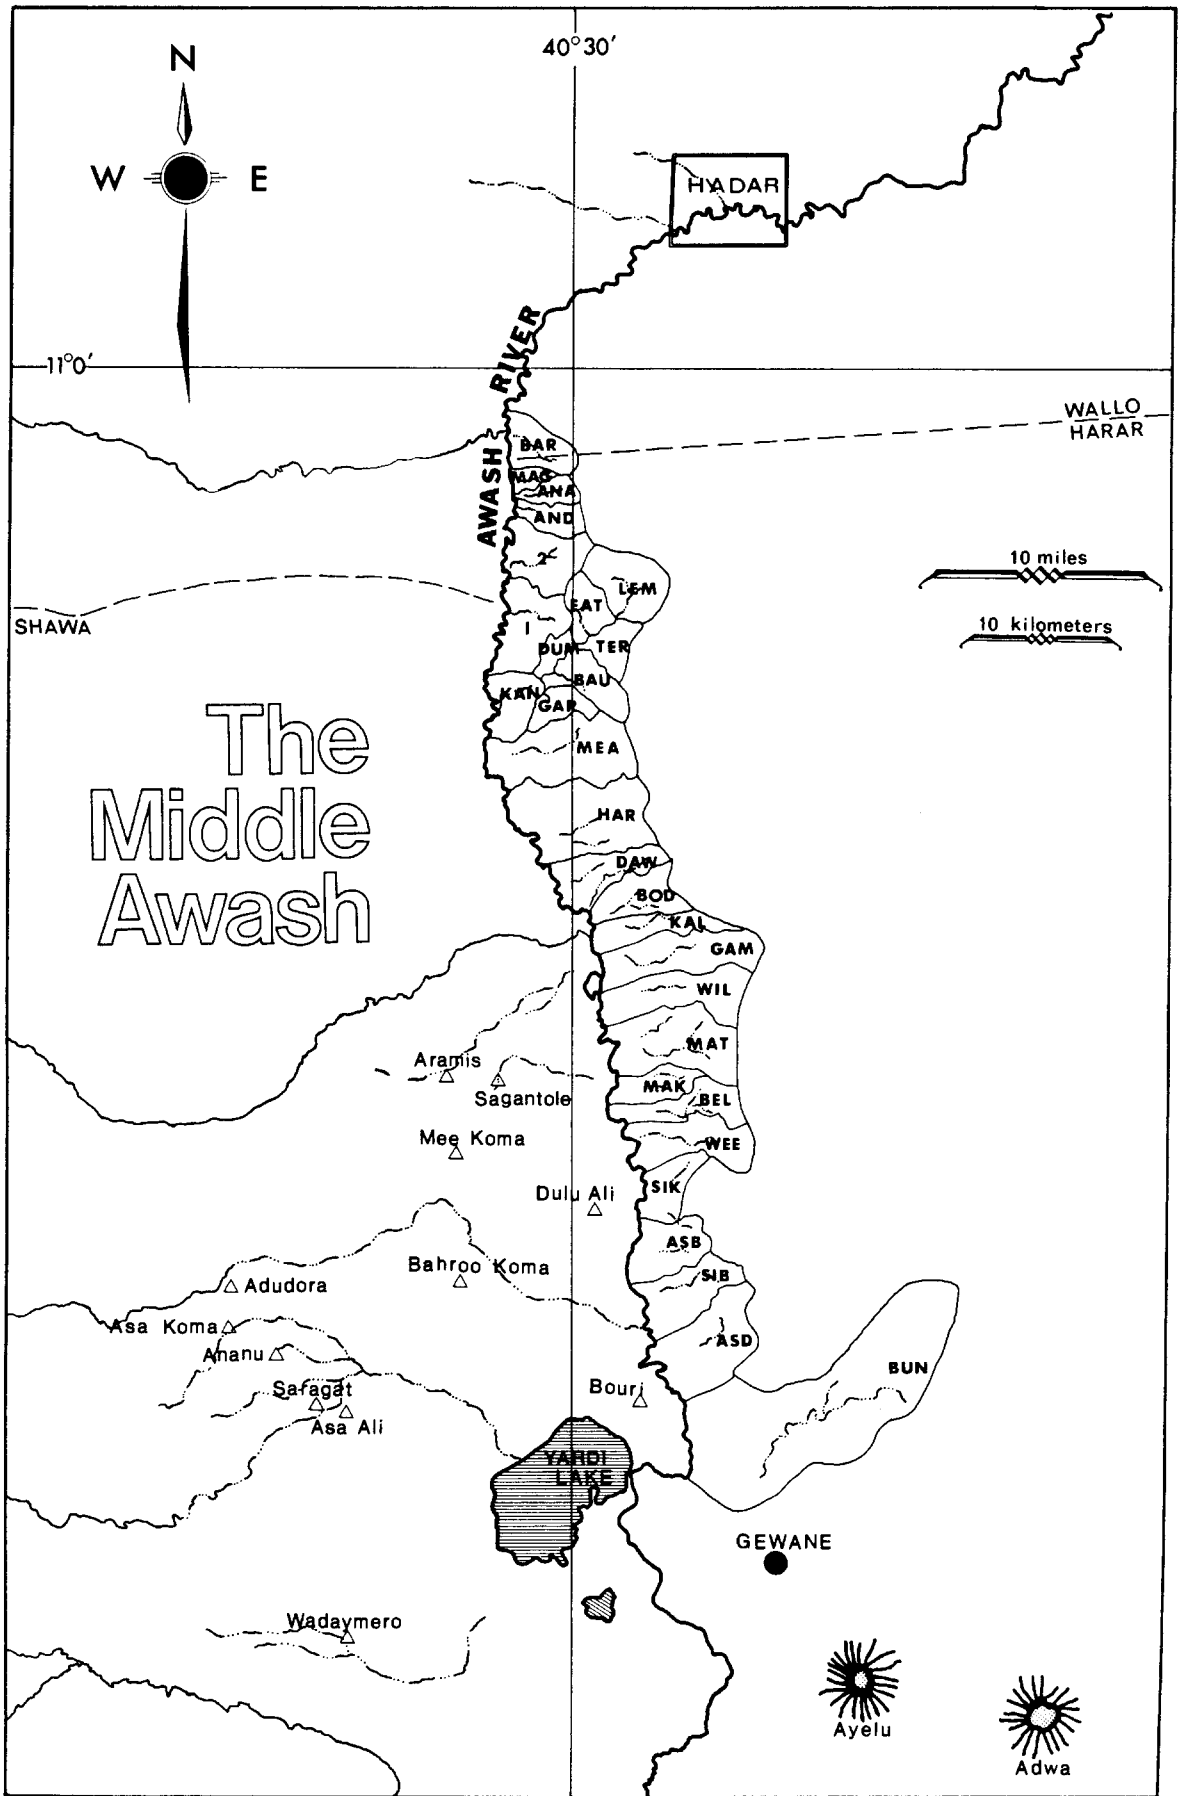 40°30'
N
W E
HADAR
11°0'
AWASH RIVER
WALLO
HARAR
BAR
MAG
ANA
AND
2
10 miles
LEM
EAT
SHAWA
1
10 kilometers
DUM
TER
BAU
KAN
GAR
The
Middle
Awash
MEA
HAR
DAW
BOD
KAL
GAM
WIL
MAT
Aramis
Sagantole
MAK
BEL
Mee Koma
WEE
Dulu Ali
SIK
ASB
Bahroo Koma
SIB
Adudora
Asa Koma
Ananu
ASD
BUN
Safagat
Bouri
Asa Ali
YARDI
LAKE
GEWANE
Wadaymero
Ayelu
Adwa